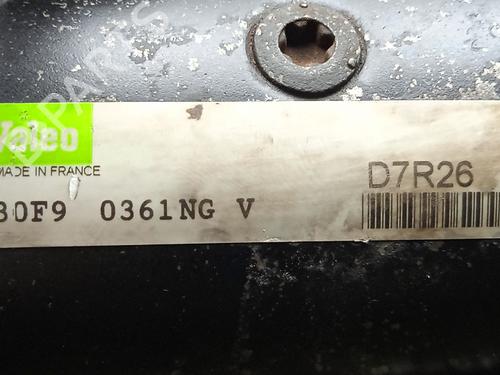 Valeo
MADE IN FRANCE
30F9 0361NG V
D7R26